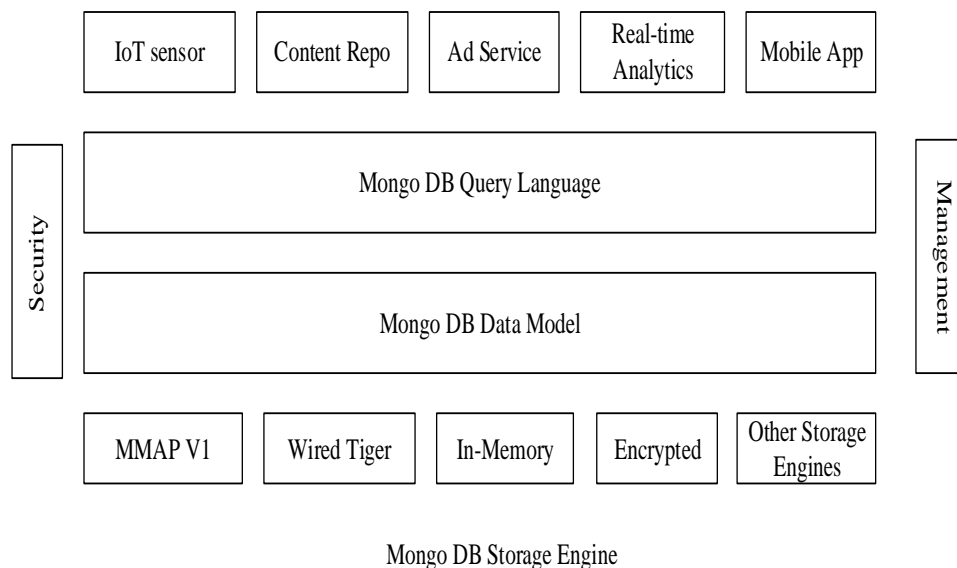 IoT sensor
Content Repo
Ad Service
Real-time
Analytics
Mobile App
Security
Mongo DB Query Language
Management
Mongo DB Data Model
MMAP V1
Wired Tiger
In-Memory
Encrypted
Other Storage
Engines
Mongo DB Storage Engine